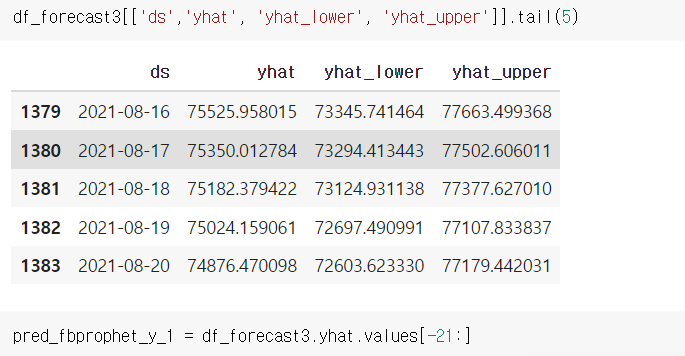 df_forecast3[['ds','yhat', 'yhat_lower', 'yhat_upper']].tail(5)
ds yhat yhat_lower yhat_upper
1379 2021-08-16 75525.958015 73345.741464 77663.499368
1380 2021-08-17 75350.012784 73294.413443 77502.606011
1381 2021-08-18 75182.379422 73124.931138 77377.627010
1382 2021-08-19 75024.159061 72697.490991 77107.833837
1383 2021-08-20 74876.470098 72603.623330 77179.442031
pred_fbprophet_y_1 = df_forecast3.yhat.values[-21:]